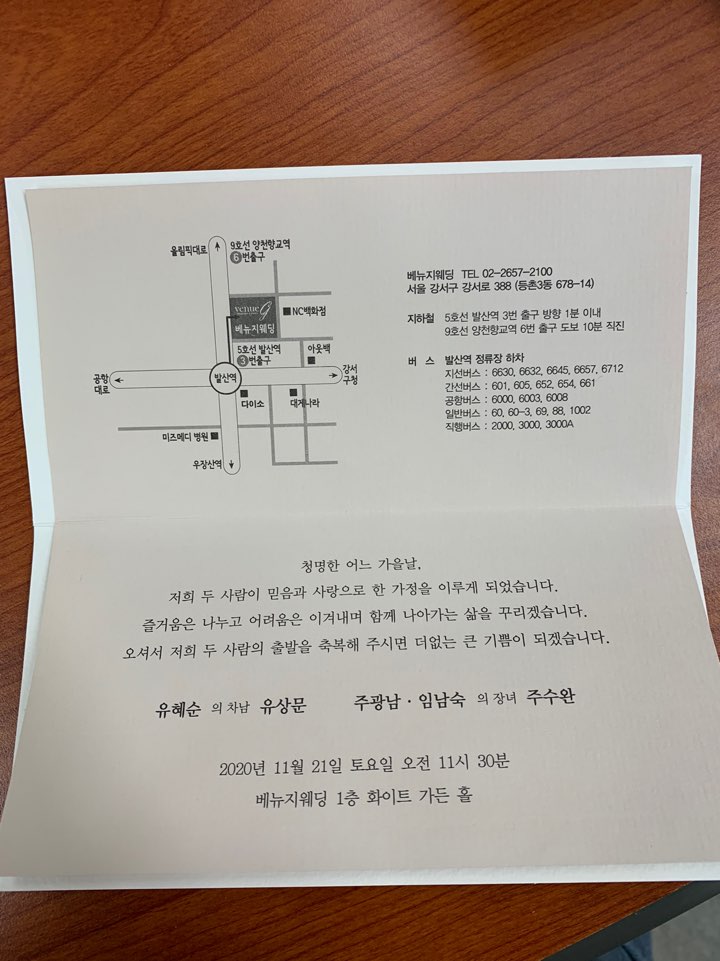 올림픽대로
9호선 양천향교역
6번출구
venue g
베뉴지웨딩
NC백화점
5호선 발산역
3번출구
아웃백
공항
대로
발산역
강서
구청
다이소
대게나라
미즈메디 병원
우장산역
베뉴지웨딩 TEL 02-2657-2100
서울 강서구 강서로 388 (등촌3동 678-14)
지하철 5호선 발산역 3번 출구 방향 1분 이내
9호선 양천향교역 6번 출구 도보 10분 직진
버 스 발산역 정류장 하차
지선버스 : 6630, 6632, 6645, 6657, 6712
간선버스 : 601, 605, 652, 654, 661
공항버스 : 6000, 6003, 6008
일반버스 : 60, 60-3, 69, 88, 1002
직행버스 : 2000, 3000, 3000A
청명한 어느 가을날,
저희 두 사람이 믿음과 사랑으로 한 가정을 이루게 되었습니다.
즐거움은 나누고 어려움은 이겨내며 함께 나아가는 삶을 꾸리겠습니다.
오셔서 저희 두 사람의 출발을 축복해 주시면 더없는 큰 기쁨이 되겠습니다.
유혜순 의 차남 유상문 주광남 · 임남숙 의 장녀 주수완
2020년 11월 21일 토요일 오전 11시 30분
베뉴지웨딩 1층 화이트 가든 홀